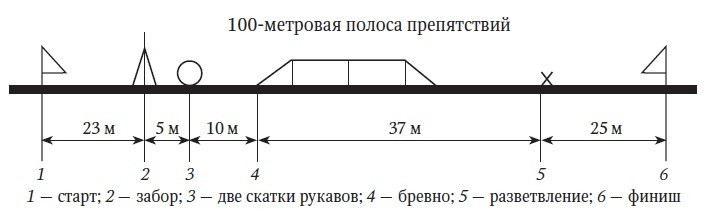 100-метровая полоса препятствий
23 м 5 м 10 м 37 м 25 м
1 2 3 4 5 6
1 — старт; 2 — забор; 3 — две скатки рукавов; 4 — бревно; 5 — разветвление; 6 — финиш